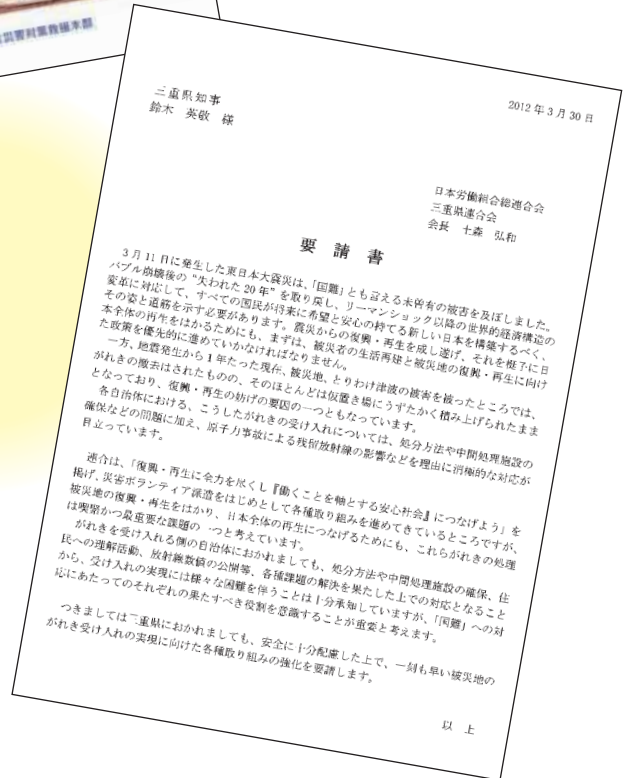 災害対策救援本部
2012年3月30日
三重県知事
鈴木 英敬 様
日本労働組合総連合会
三重県連合会
会長 土森 弘和
要 請 書
3月11日に発生した東日本大震災は、「国難」とも言える未曽有の被害を及ぼしました。
バブル崩壊後の“失われた20年”を取り戻し、リーマンショック以降の世界的経済構造の
変革に対応して、すべての国民が将来に希望と安心の持てる新しい日本を構築するべく、
その姿と道筋を示す必要があります。震災からの復興・再生を成し遂げ、それを梃子に日
本全体の再生をはかるためにも、まずは、被災者の生活再建と被災地の復興・再生に向け
た政策を優先的に進めていかなければなりません。
一方、地震発生から1年たった現在、被災地、とりわけ津波の被害を被ったところでは、
がれきの撤去はされたものの、そのほとんどは仮置き場にうずたかく積み上げられたまま
となっており、復興・再生の妨げの要因の一つともなっています。
各自治体における、こうしたがれきの受け入れについては、処分方法や中間処理施設の
確保などの問題に加え、原子力事故による残留放射線の影響などを理由に消極的な対応が
目立っています。
連合は、「復興・再生に全力を尽くし『働くことを軸とする安心社会』につなげよう」を
掲げ、災害ボランティア派遣をはじめとして各種取り組みを進めてきているところですが、
被災地の復興・再生をはかり、日本全体の再生につなげるためにも、これらがれきの処理
は喫緊かつ最重要な課題の一つと考えています。
がれきを受け入れる側の自治体におかれましても、処分方法や中間処理施設の確保、住
民への理解活動、放射線数値の公開等、各種課題の解決を果たした上での対応となること
から、受け入れの実現には様々な困難を伴うことは十分承知していますが、「国難」への対
応にあたってのそれぞれの果たすべき役割を意識することが重要と考えます。
つきましては三重県におかれましても、安全に十分配慮した上で、一刻も早い被災地の
がれき受け入れの実現に向けた各種取り組みの強化を要請します。
以 上